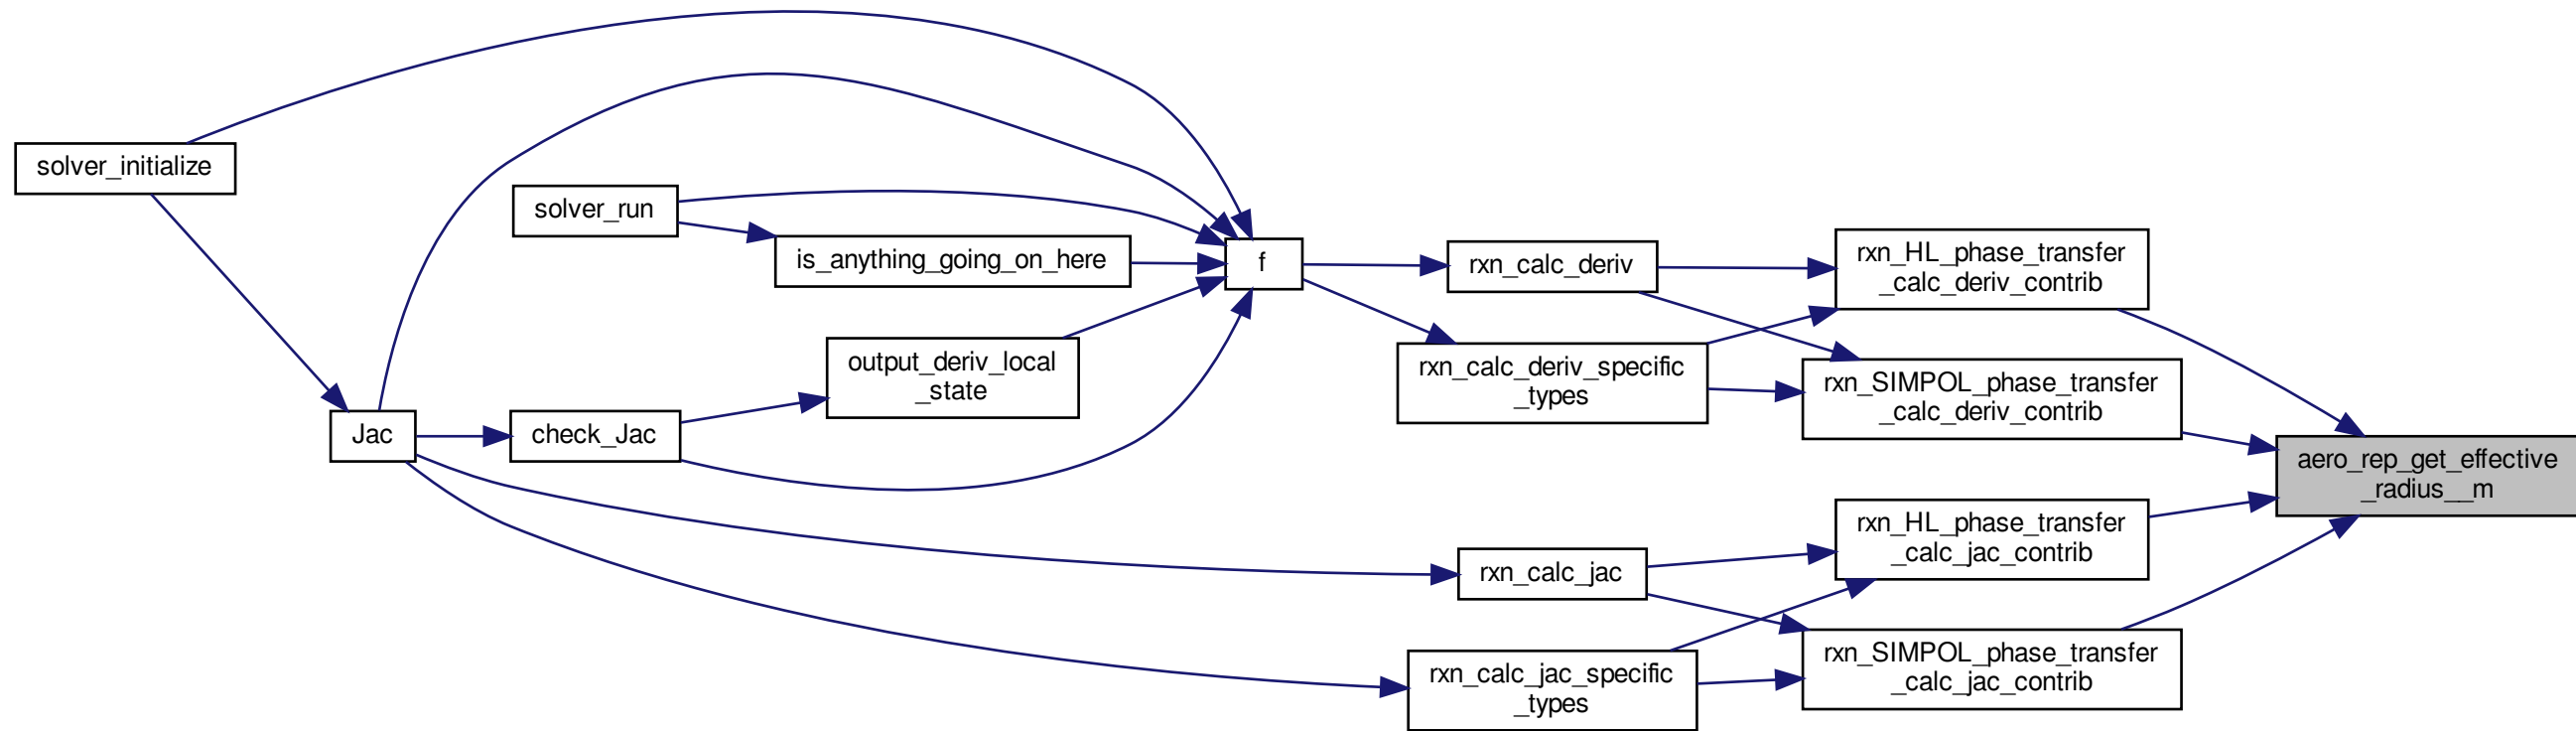 solver_initialize
solver_run
is_anything_going_on_here
f
output_deriv_local
_state
Jac
check_Jac
rxn_calc_deriv
rxn_calc_deriv_specific
_types
rxn_calc_jac
rxn_calc_jac_specific
_types
rxn_HL_phase_transfer
_calc_deriv_contrib
rxn_SIMPOL_phase_transfer
_calc_deriv_contrib
rxn_HL_phase_transfer
_calc_jac_contrib
rxn_SIMPOL_phase_transfer
_calc_jac_contrib
aero_rep_get_effective
_radius__m